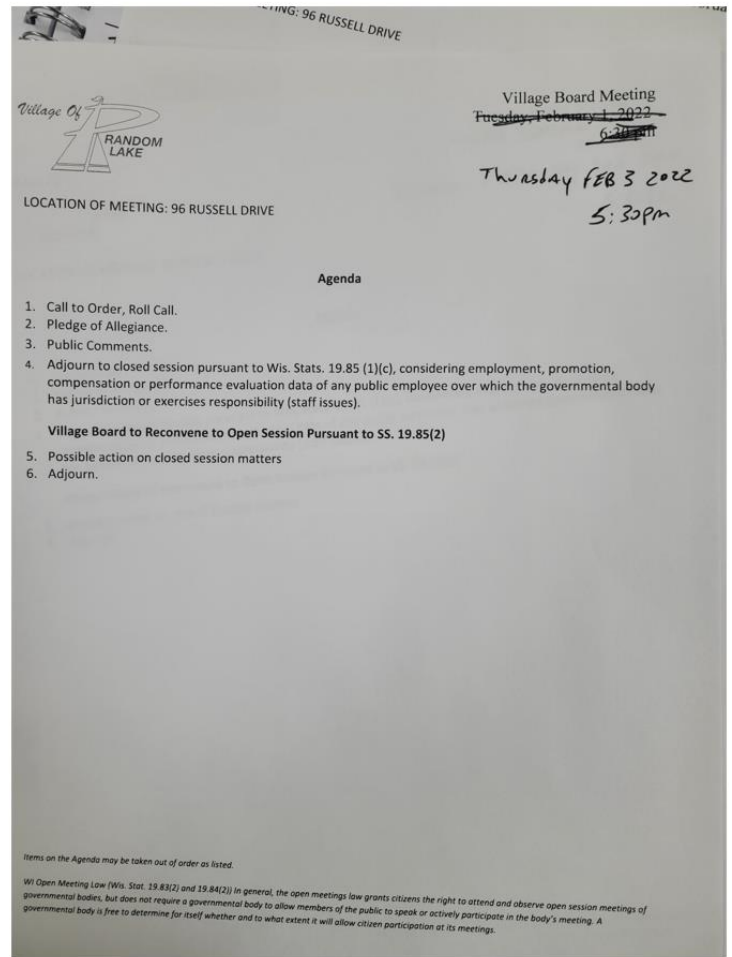 TING: 96 RUSSELL DRIVE
Village Of
RANDOM
LAKE
Village Board Meeting
Tuesday, February 1, 2022
6:30 pm
Thursday FEB 3 2022
5:30pm
LOCATION OF MEETING: 96 RUSSELL DRIVE
Agenda
1. Call to Order, Roll Call.
2. Pledge of Allegiance.
3. Public Comments.
4. Adjourn to closed session pursuant to Wis. Stats. 19.85 (1)(c), considering employment, promotion,
compensation or performance evaluation data of any public employee over which the governmental body
has jurisdiction or exercises responsibility (staff issues).
Village Board to Reconvene to Open Session Pursuant to SS. 19.85(2)
5. Possible action on closed session matters
6. Adjourn.
Items on the Agenda may be taken out of order as listed.
WI Open Meeting Law (Wis. Stat. 19.83(2) and 19.84(2)) In general, the open meetings law grants citizens the right to attend and observe open session meetings of
governmental bodies, but does not require a governmental body to allow members of the public to speak or actively participate in the body's meeting. A
governmental body is free to determine for itself whether and to what extent it will allow citizen participation at its meetings.